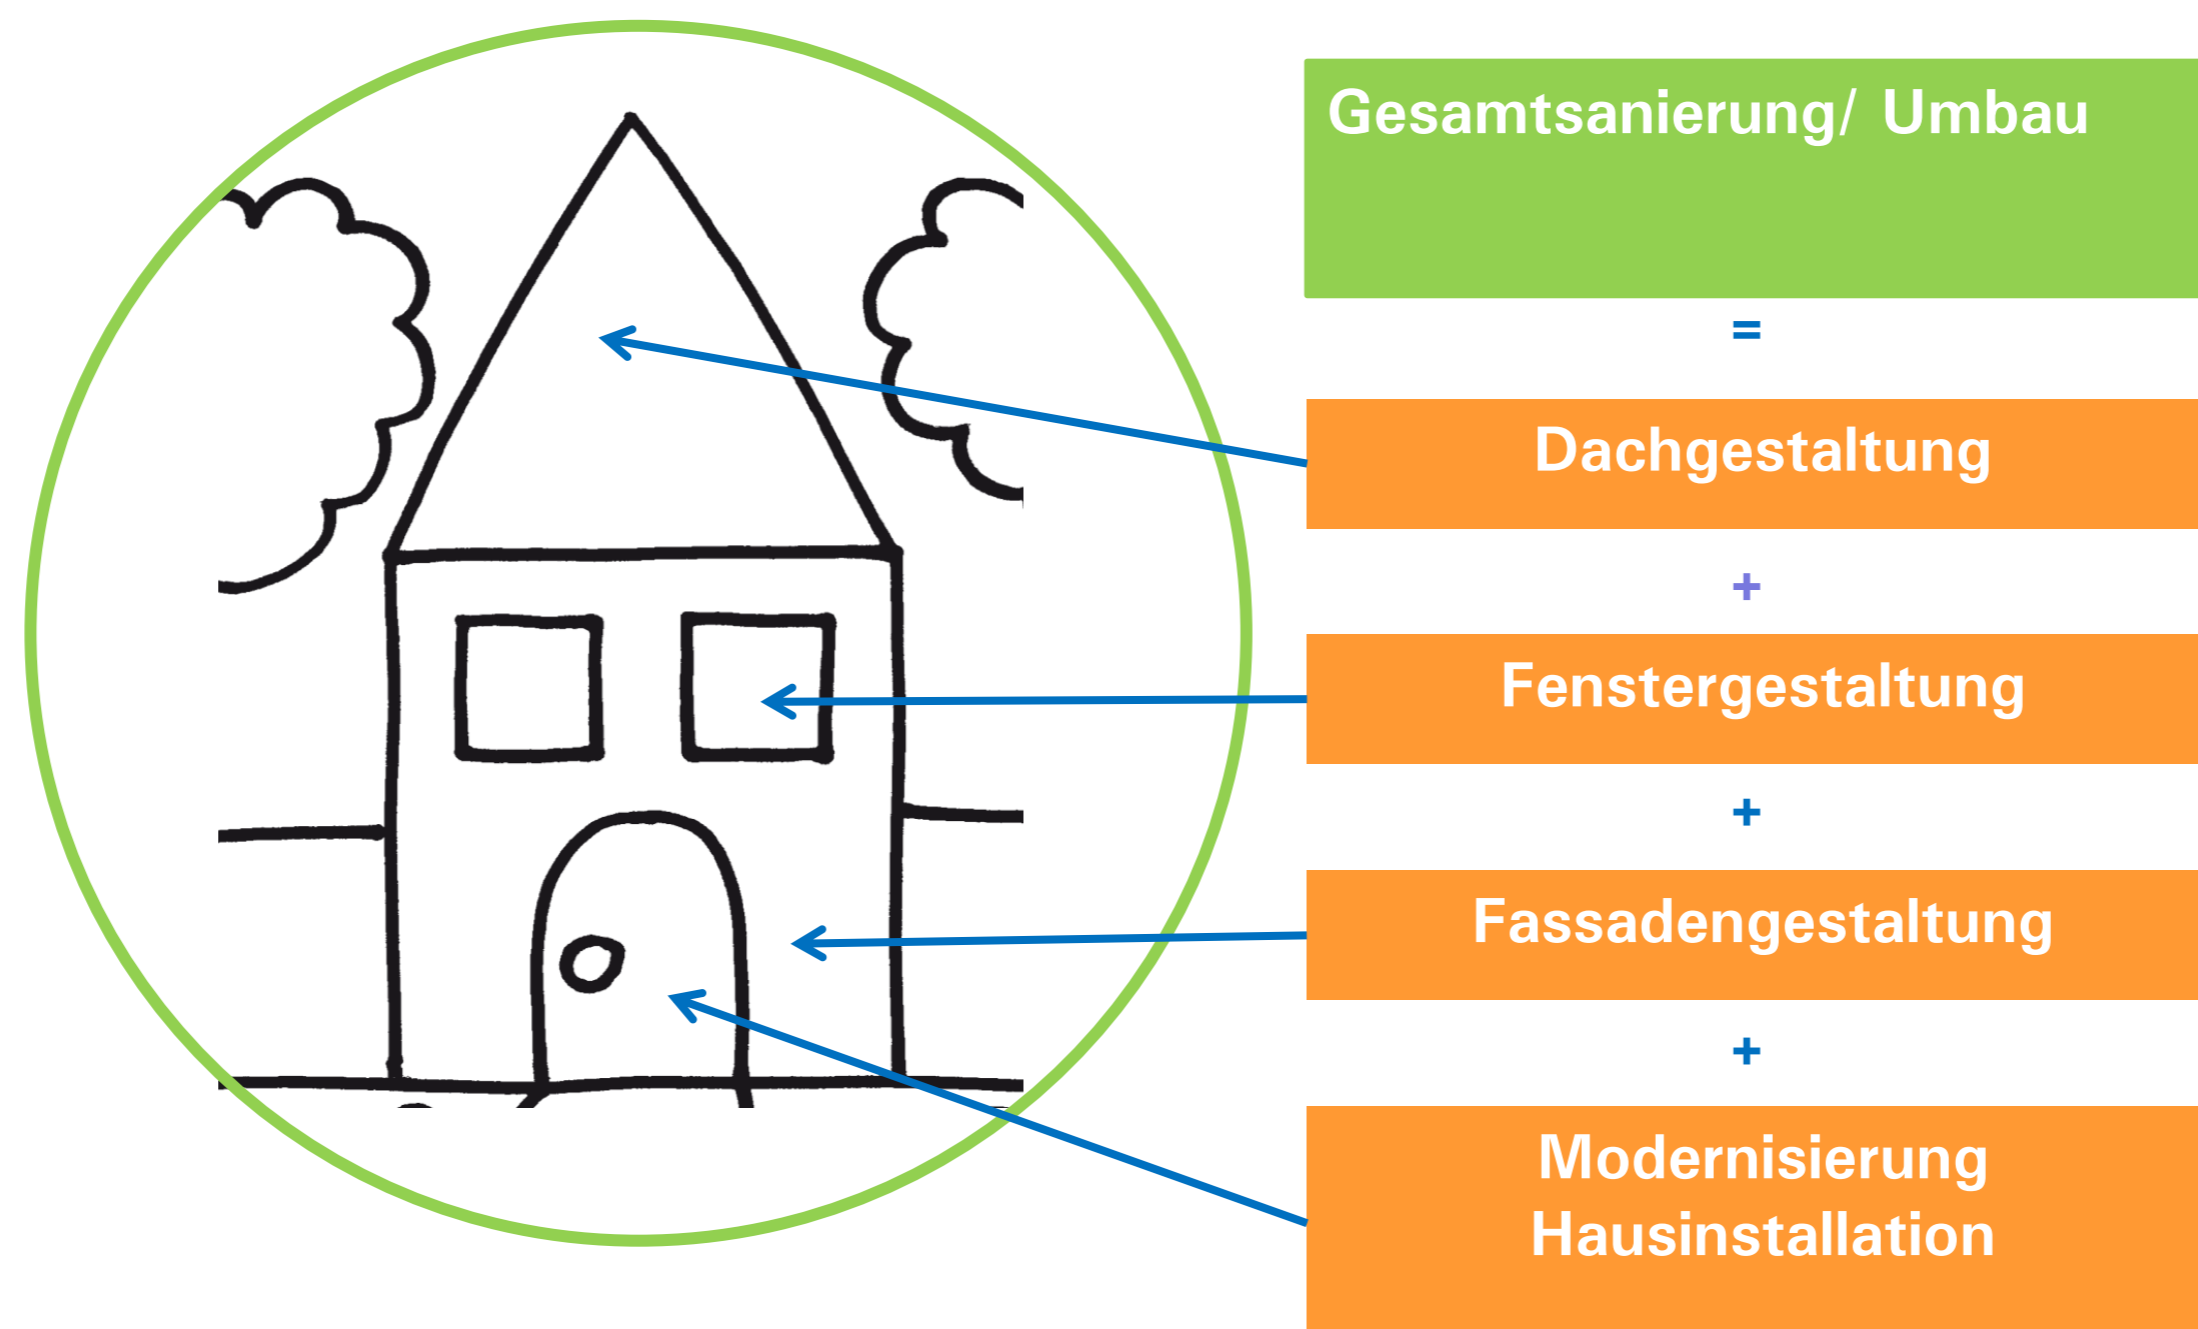 Gesamtsanierung/ Umbau
=
Dachgestaltung
+
Fenstergestaltung
+
Fassadengestaltung
+
Modernisierung
Hausinstallation